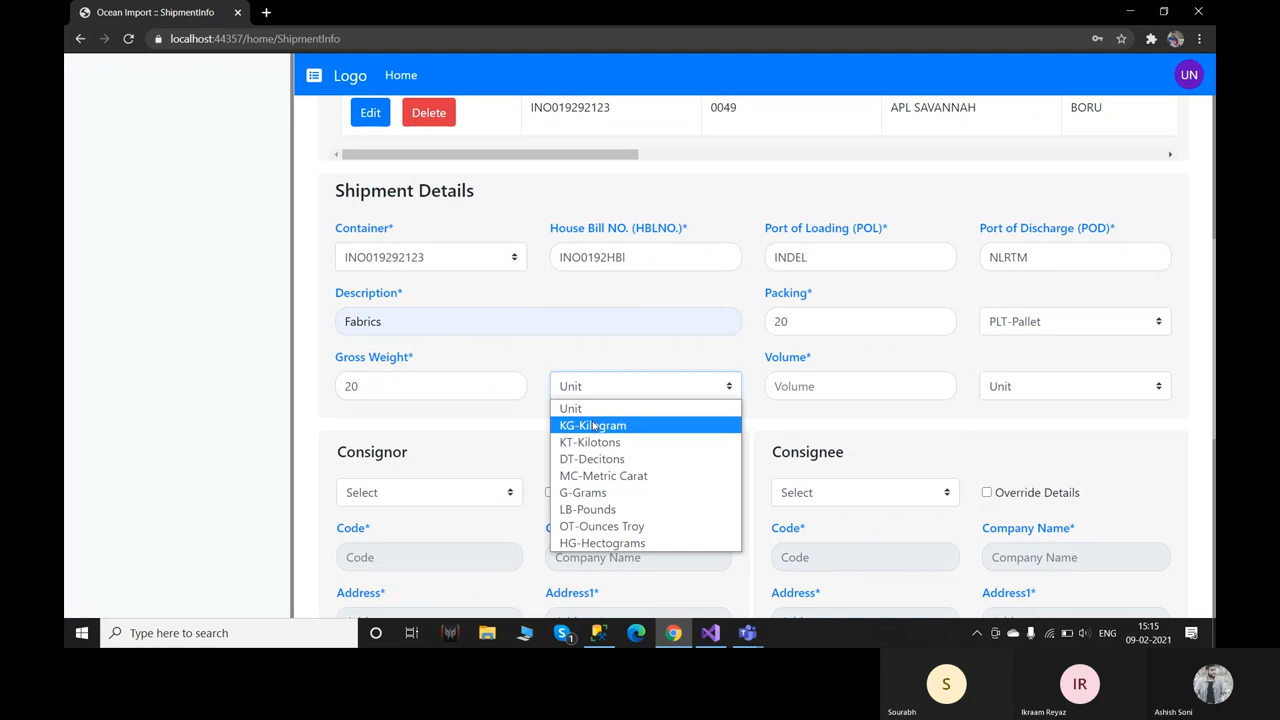 Ocean Import :: ShipmentInfo
localhost:44357/home/ShipmentInfo
Logo Home UN
Edit Delete INO019292123 0049 APL SAVANNAH BORU
Shipment Details
Container* House Bill NO. (HBLNO.)* Port of Loading (POL)* Port of Discharge (POD)*
INO019292123 INO0192HBl INDEL NLRTM
Description* Packing*
Fabrics 20 PLT-Pallet
Gross Weight* Volume*
20 Unit Volume Unit
Unit
KG-Kilogram
KT-Kilotons
DT-Decitons
MC-Metric Carat
G-Grams
LB-Pounds
OT-Ounces Troy
HG-Hectograms
Consignor Consignee
Select Select Override Details
Code* Code* Company Name*
Code Company Name Code Company Name
Address* Address1* Address* Address1*
Type here to search
1
ENG
15:15
09-02-2021
S IR
Sourabh Ikraam Reyaz Ashish Soni